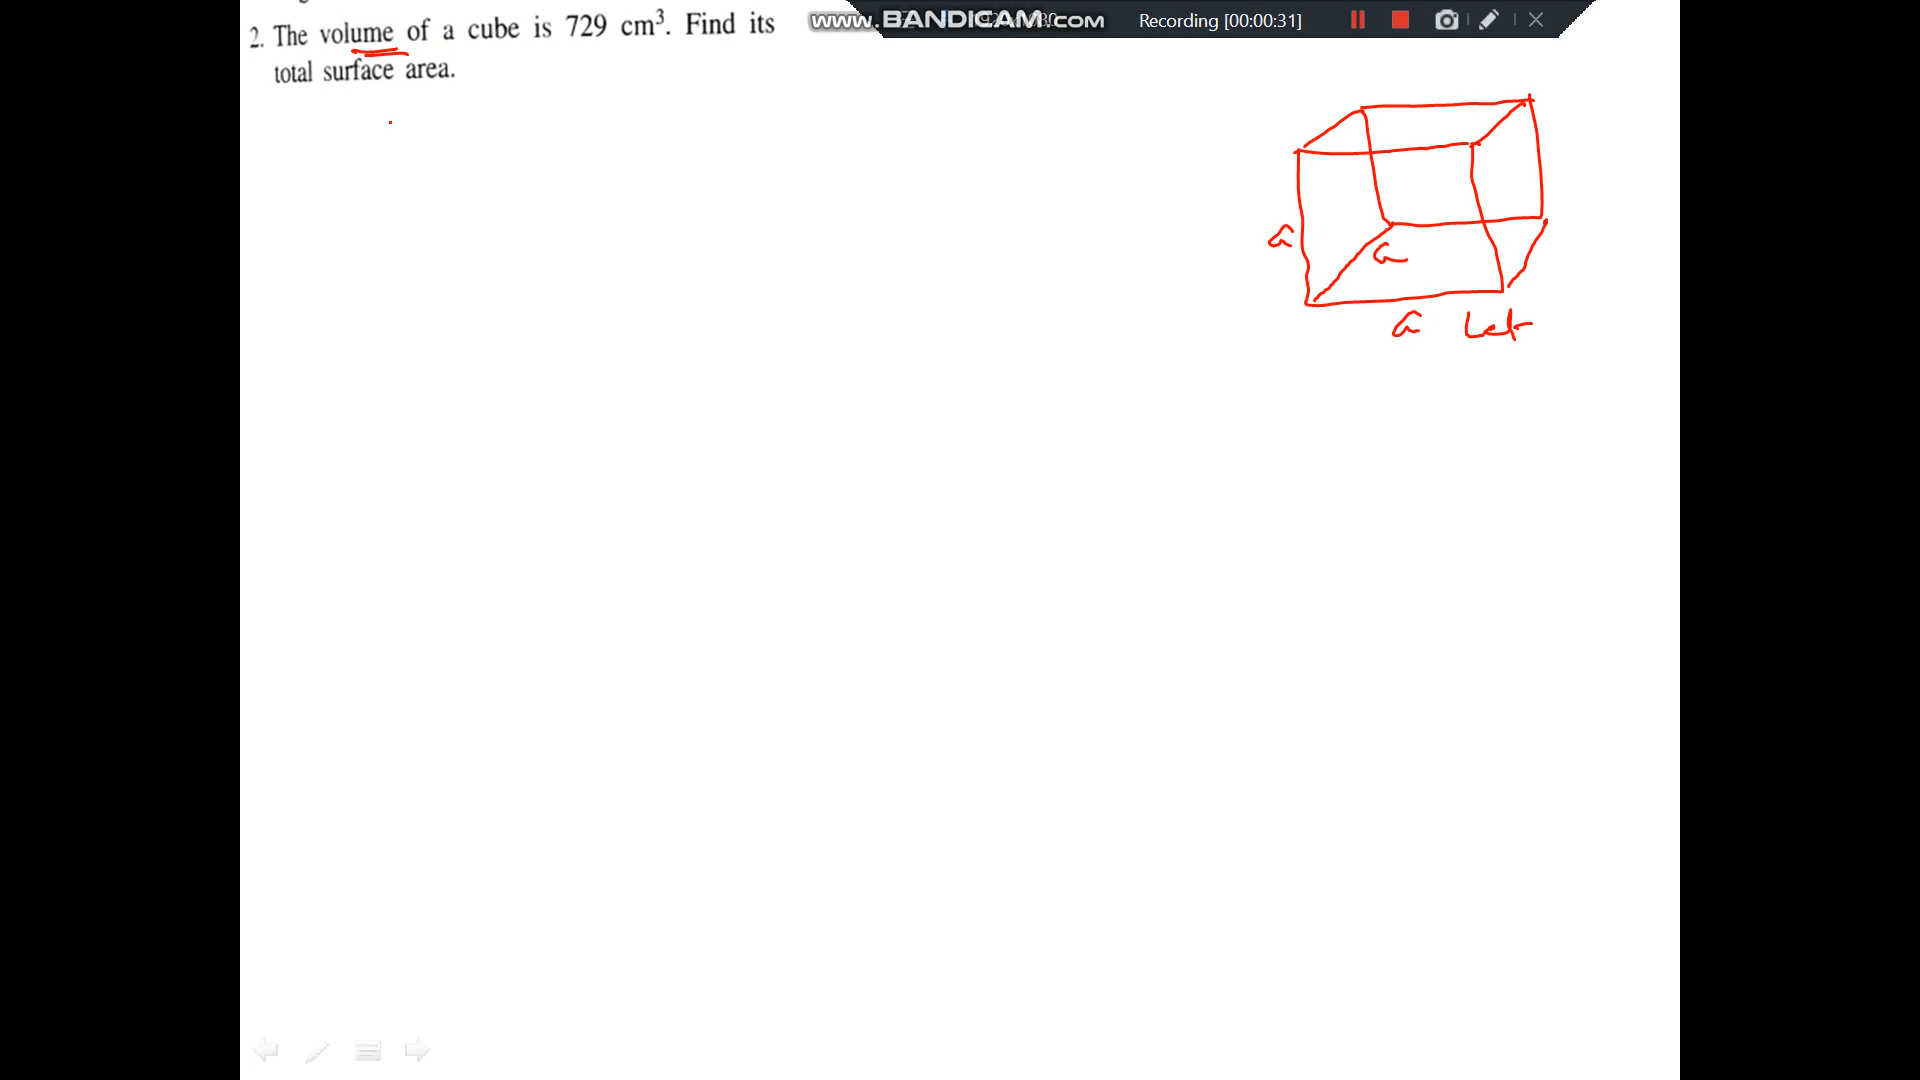 2. The volume of a cube is 729 cm³. Find its
total surface area.
www.BANDICAM.com
Recording [00:00:31]
a
a
a Let